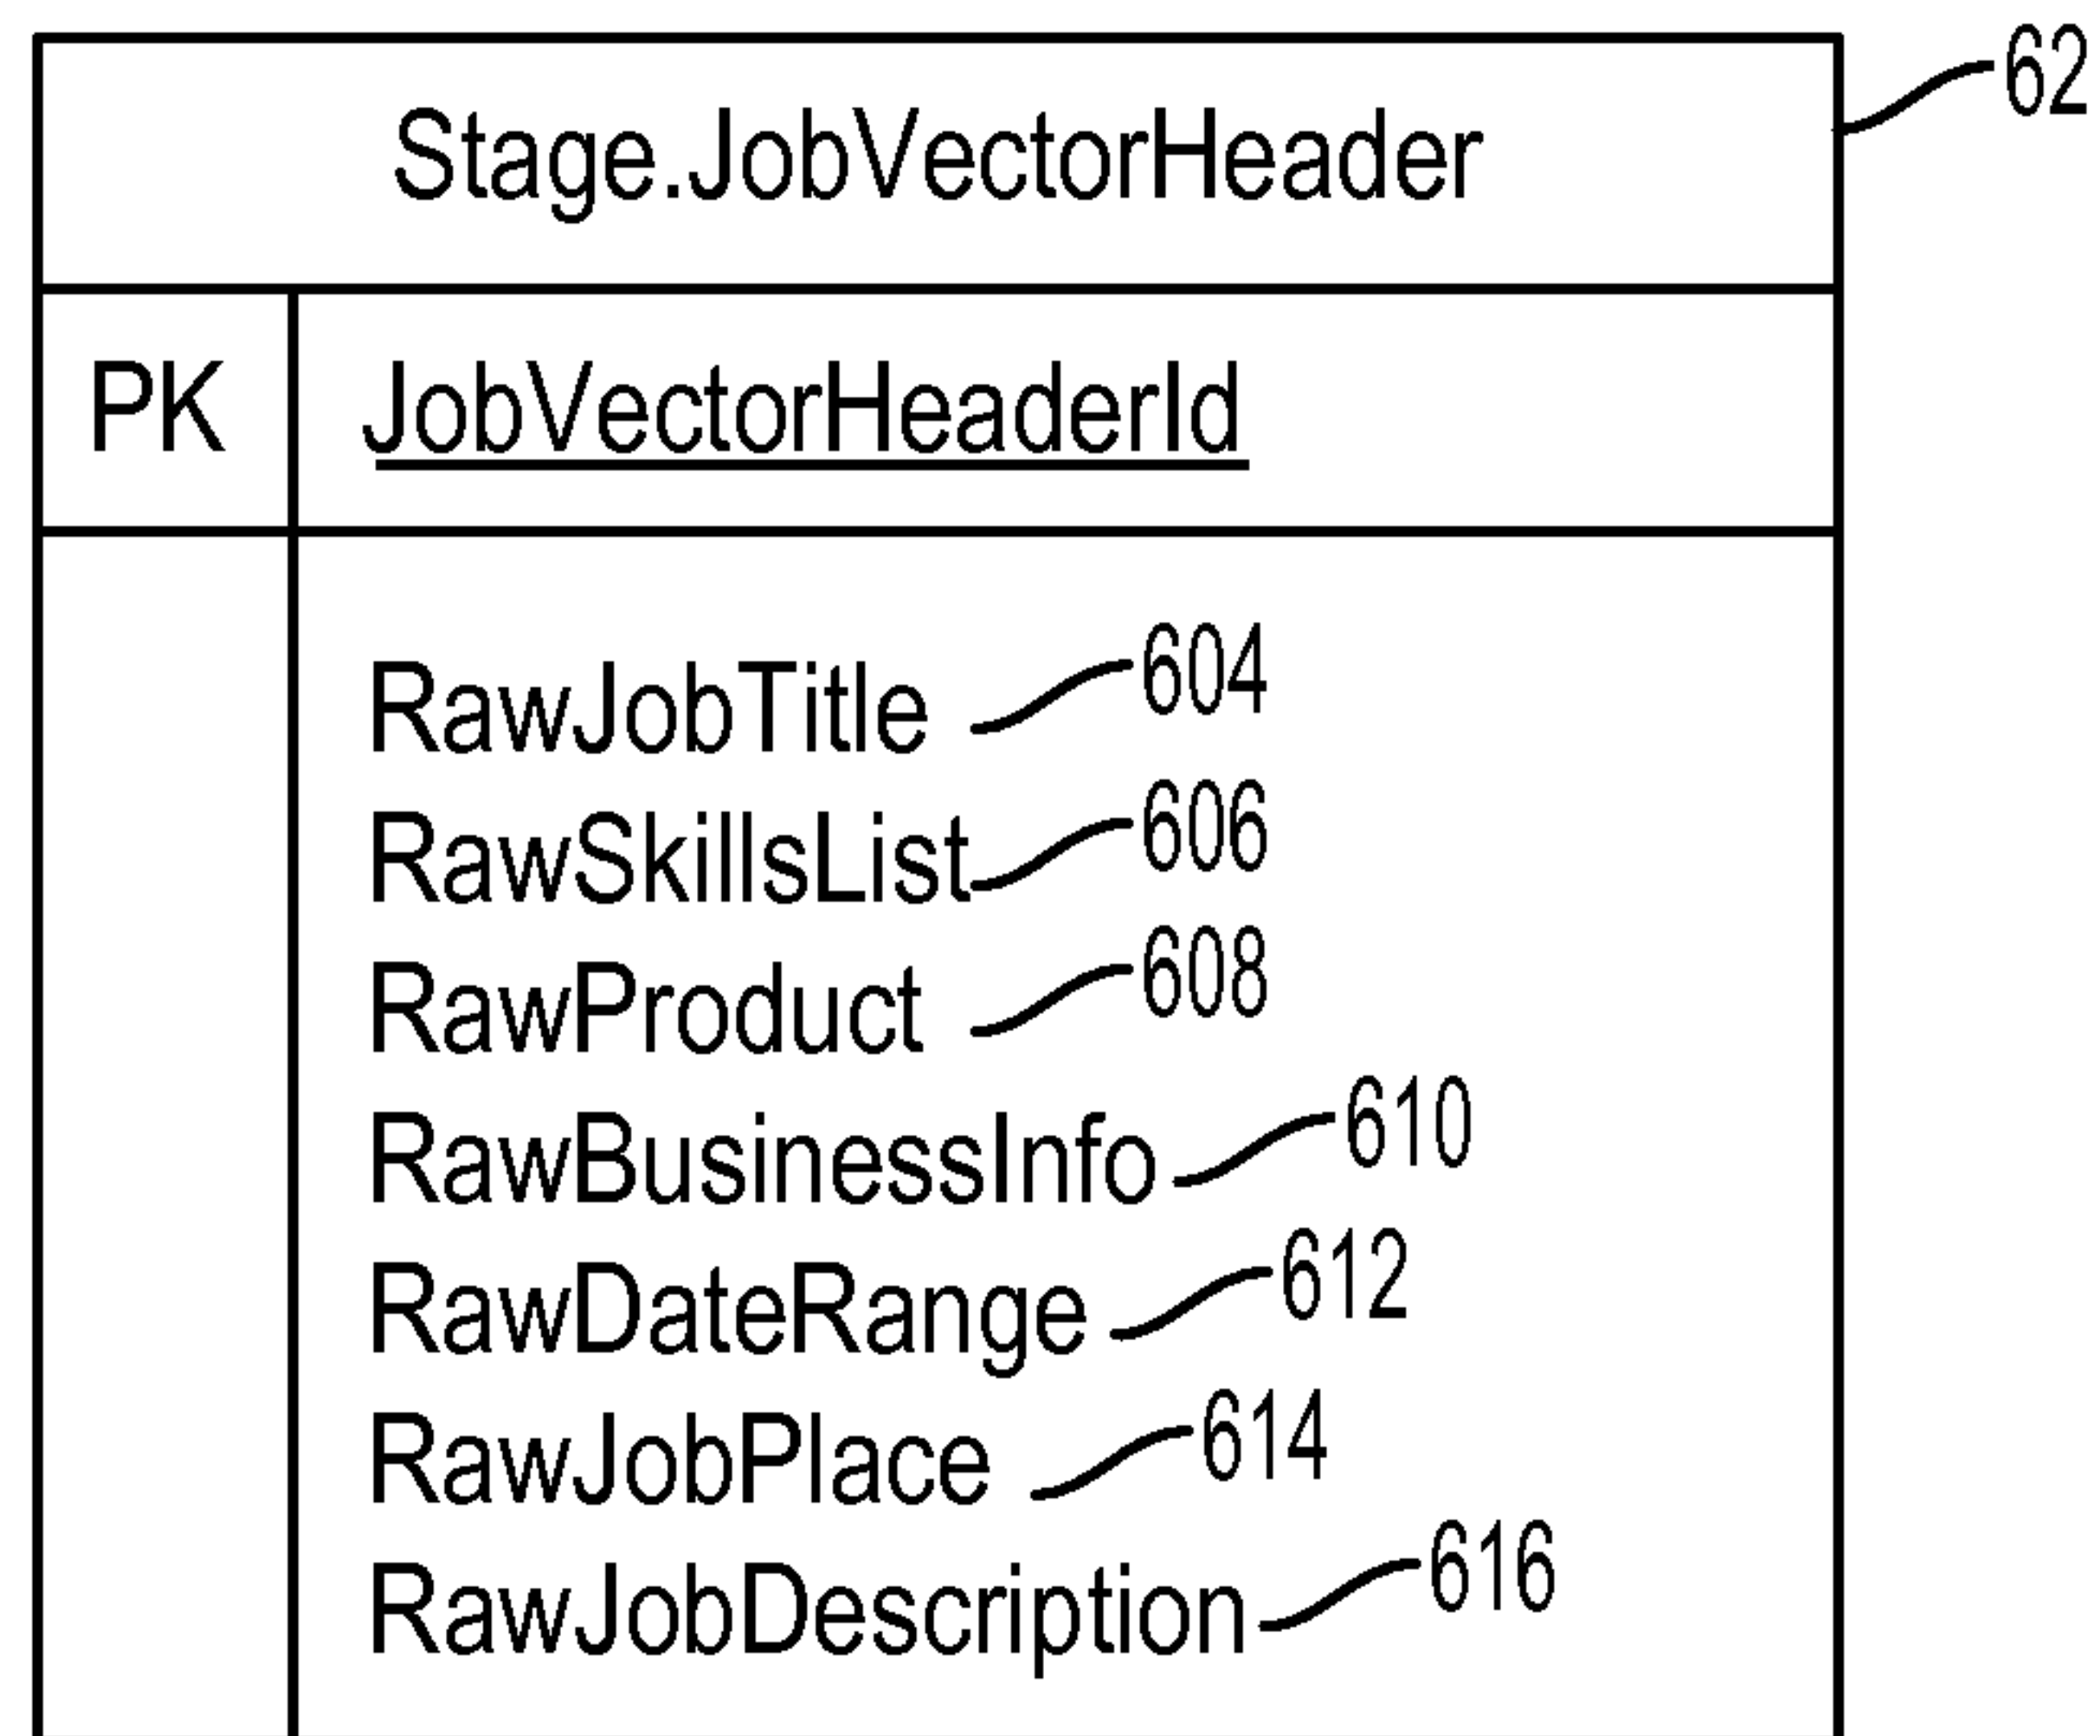 Stage.JobVectorHeader 62
PK JobVectorHeaderId
RawJobTitle 604
RawSkillsList 606
RawProduct 608
RawBusinessInfo 610
RawDateRange 612
RawJobPlace 614
RawJobDescription 616